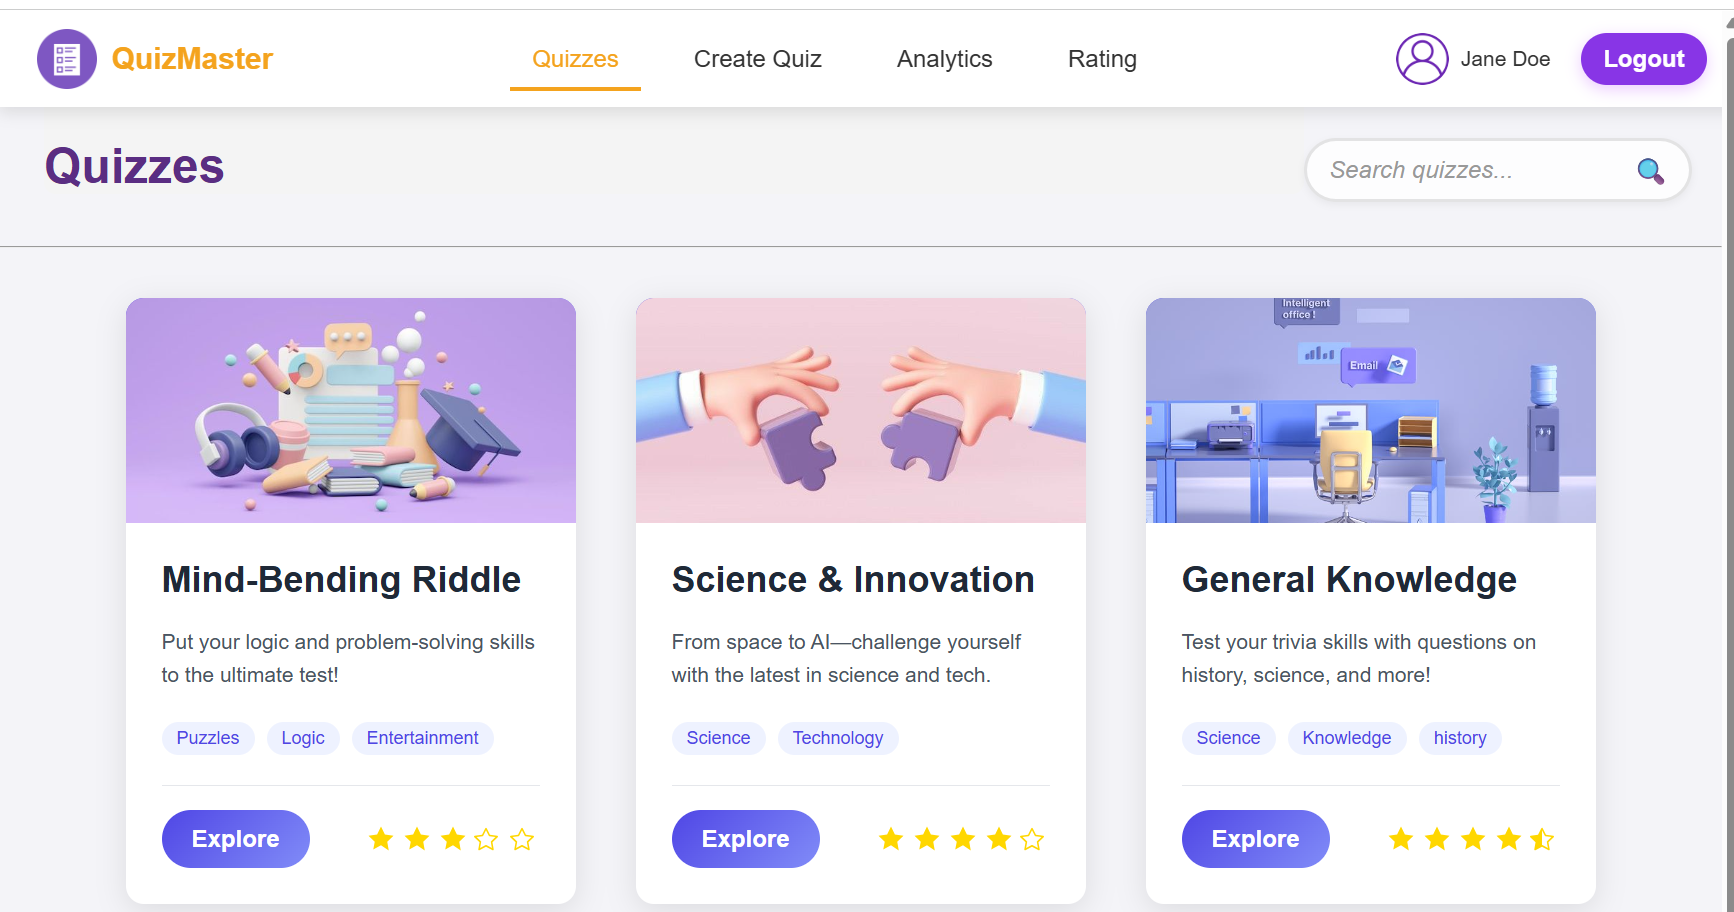 QuizMaster
Quizzes
Create Quiz
Analytics
Rating
Jane Doe
Logout
Quizzes
Search quizzes...
Intelligent
office !
Email
Mind-Bending Riddle
Put your logic and problem-solving skills
to the ultimate test!
Puzzles
Logic
Entertainment
Explore
Science & Innovation
From space to AI—challenge yourself
with the latest in science and tech.
Science
Technology
Explore
General Knowledge
Test your trivia skills with questions on
history, science, and more!
Science
Knowledge
history
Explore